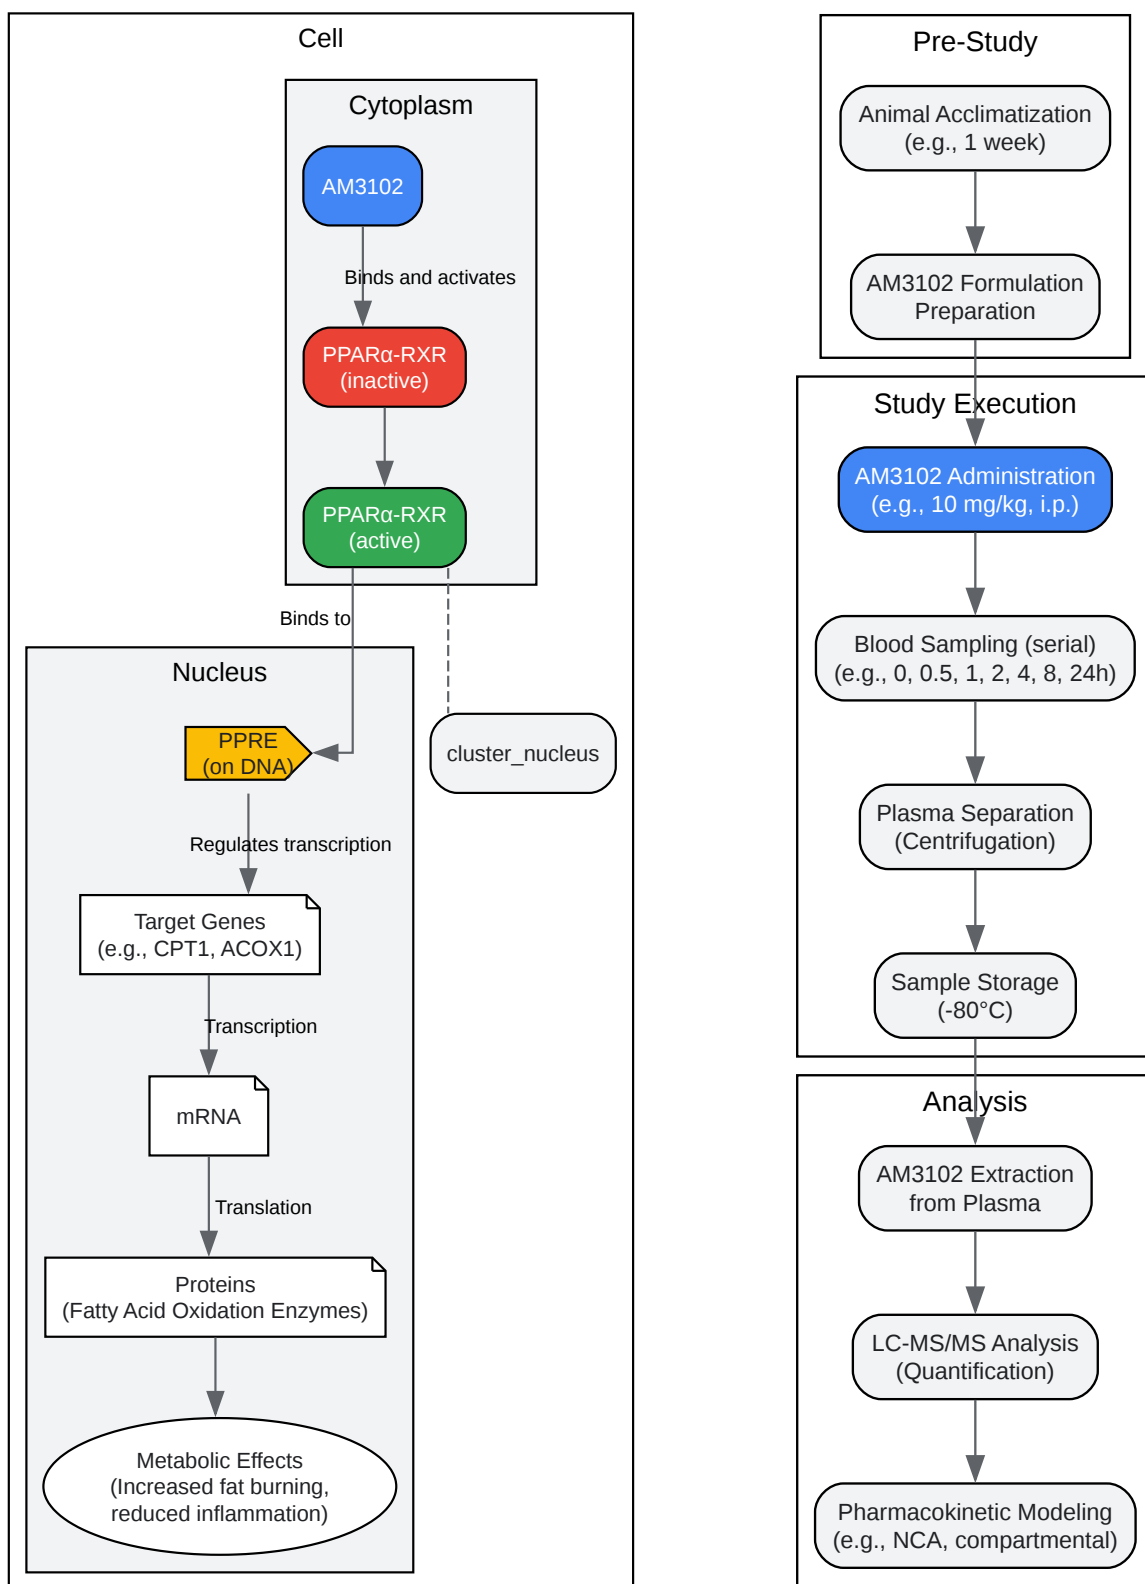 Cell
Cytoplasm
AM3102
Binds and activates
PPARα-RXR
(inactive)
PPARα-RXR
(active)
Binds to
Nucleus
PPRE
(on DNA)
cluster_nucleus
Regulates transcription
Target Genes
(e.g., CPT1, ACOX1)
Transcription
mRNA
Translation
Proteins
(Fatty Acid Oxidation Enzymes)
Metabolic Effects
(Increased fat burning,
reduced inflammation)
Pre-Study
Animal Acclimatization
(e.g., 1 week)
AM3102 Formulation
Preparation
Study Execution
AM3102 Administration
(e.g., 10 mg/kg, i.p.)
Blood Sampling (serial)
(e.g., 0, 0.5, 1, 2, 4, 8, 24h)
Plasma Separation
(Centrifugation)
Sample Storage
(-80°C)
Analysis
AM3102 Extraction
from Plasma
LC-MS/MS Analysis
(Quantification)
Pharmacokinetic Modeling
(e.g., NCA, compartmental)